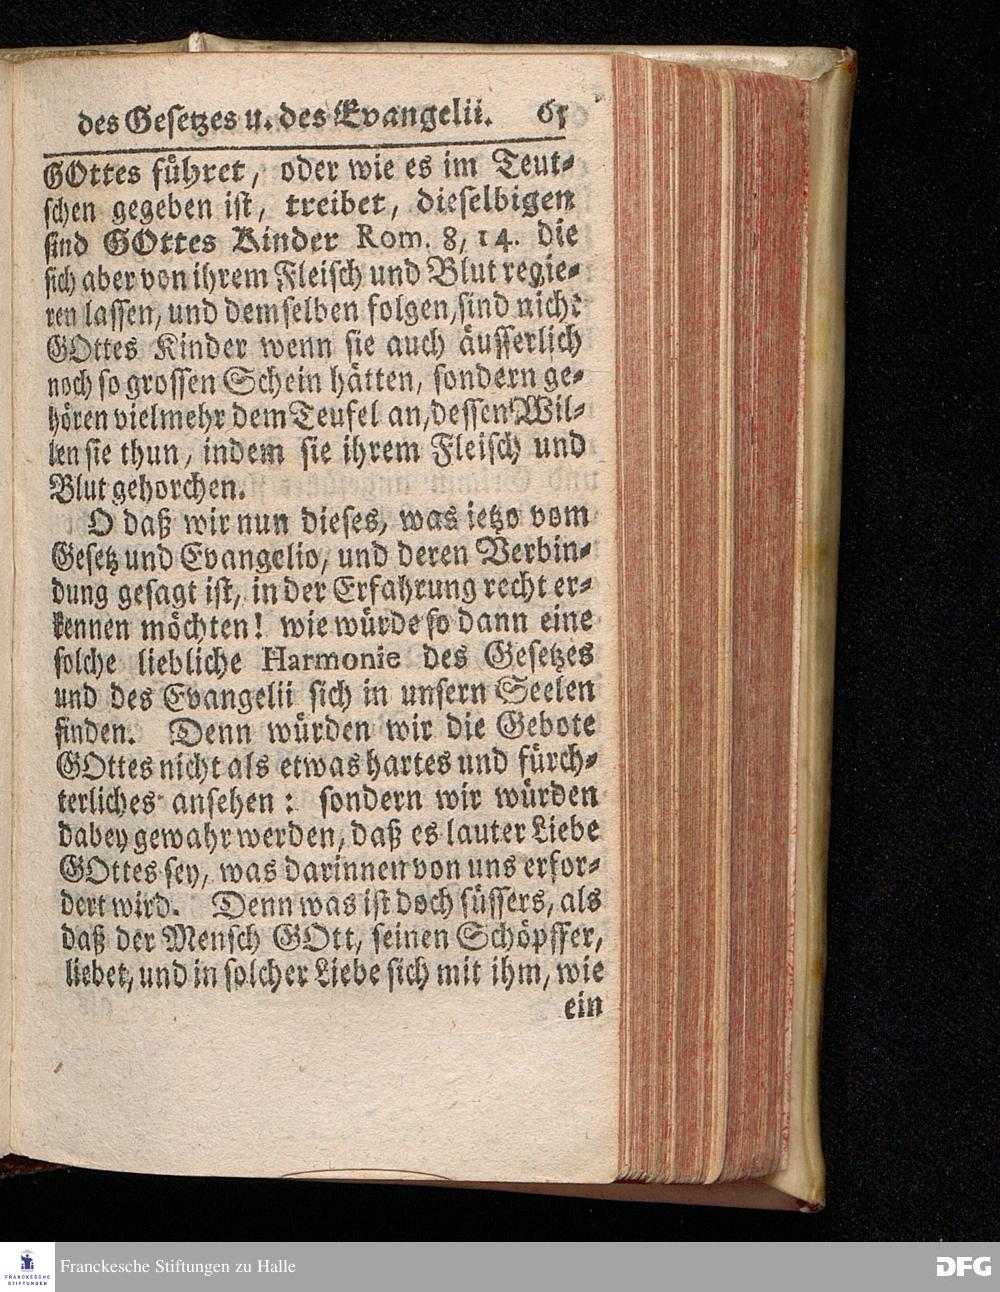 des Gesetzes u. des Evangelii. 65
GOttes führet, oder wie es im Teut-
schen gegeben ist, treibet, dieselbigen
sind GOttes Kinder Rom. 8, 14. die
sich aber von ihrem Fleisch und Blut regie-
ren lassen, und demselben folgen, sind nicht
GOttes Kinder wenn sie auch äusserlich
noch so grossen Schein hätten, sondern ge-
hören vielmehr dem Teufel an, dessen Wil-
len sie thun, indem sie ihrem Fleisch und
Blut gehorchen.
O daß wir nun dieses, was ietzo vom
Gesetz und Evangelio, und deren Verbin-
dung gesagt ist, in der Erfahrung recht er-
kennen möchten! wie würde so dann eine
solche liebliche Harmonie des Gesetzes
und des Evangelii sich in unsern Seelen
finden. Denn würden wir die Gebote
GOttes nicht als etwas hartes und fürch-
terliches ansehen: sondern wir würden
dabey gewahr werden, daß es lauter Liebe
GOttes sey, was darinnen von uns erfor-
dert wird. Denn was ist doch süssers, als
daß der Mensch GOtt, seinen Schöpffer,
liebet, und in solcher Liebe sich mit ihm, wie
ein
FRANCKESCHE
STIFTUNGEN
Franckesche Stiftungen zu Halle
DFG